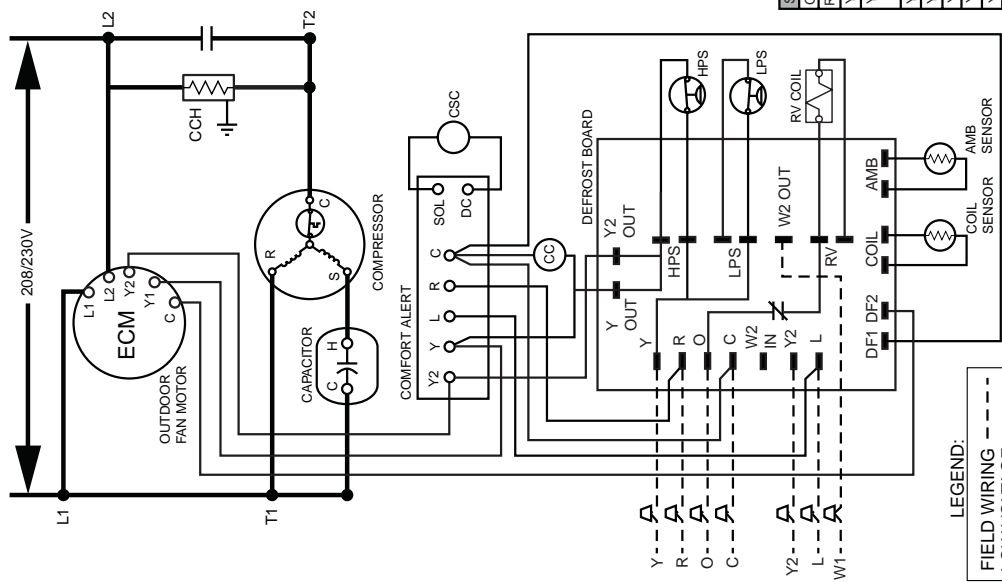 208/230V
L1
L2
T1
T2
CCH
L1
L2
Y2
Y1
C
ECM
OUTDOOR
FAN MOTOR
R
S
C
COMPRESSOR
CAPACITOR
C
H
COMFORT ALERT
Y2
Y
L
R
C
SOL
DC
CSC
CC
DEFROST BOARD
Y
OUT
Y2
OUT
HPS
LPS
W2 OUT
RV
HPS
LPS
RV COIL
Y
R
O
C
W2
IN
Y2
L
DF1
DF2
COIL
AMB
COIL
SENSOR
AMB
SENSOR
Y
R
O
C
Y2
L
W1
LEGEND:
FIELD WIRING